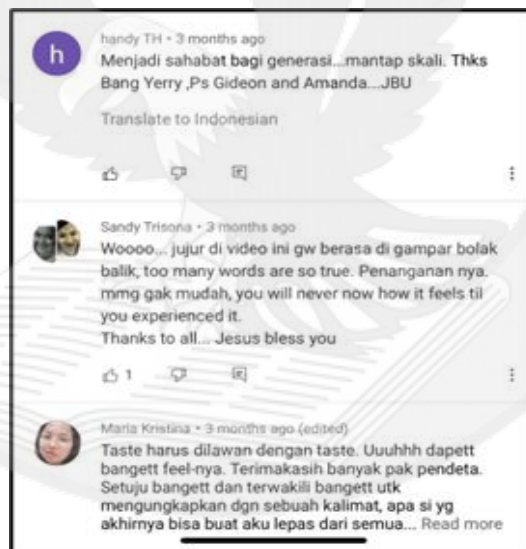 h
handy TH • 3 months ago
Menjadi sahabat bagi generasi...mantap skali. Thks
Bang Yerry ,Ps Gideon and Amanda...JBU
Translate to Indonesian
Sandy Trisona • 3 months ago
Woooo... jujur di video ini gw berasa di gampar bolak
balik, too many words are so true. Penanganan nya.
mmg gak mudah, you will never now how it feels til
you experienced it.
Thanks to all... Jesus bless you
1
Maria Kristina • 3 months ago (edited)
Taste harus dilawan dengan taste. Uuuhhh dapett
bangett feel-nya. Terimakasih banyak pak pendeta.
Setuju bangett dan terwakili bangett utk
mengungkapkan dgn sebuah kalimat, apa si yg
akhirnya bisa buat aku lepas dari semua... Read more